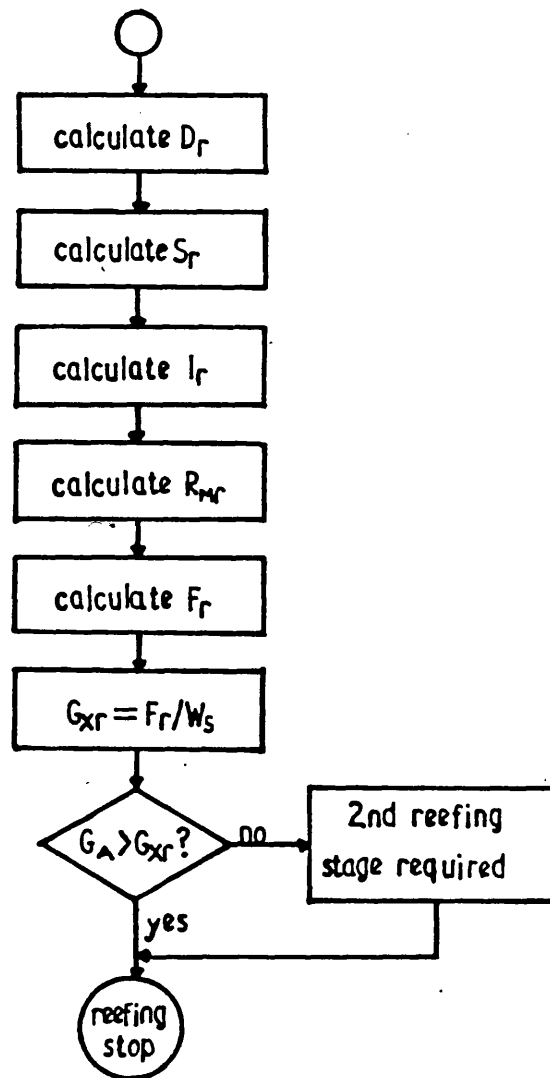 calculate Dr
calculate Sr
calculate Ir
calculate RMr
calculate Fr
GXr = Fr/Ws
GA > GXr?
no
2nd reefing
stage required
yes
reefing
stop